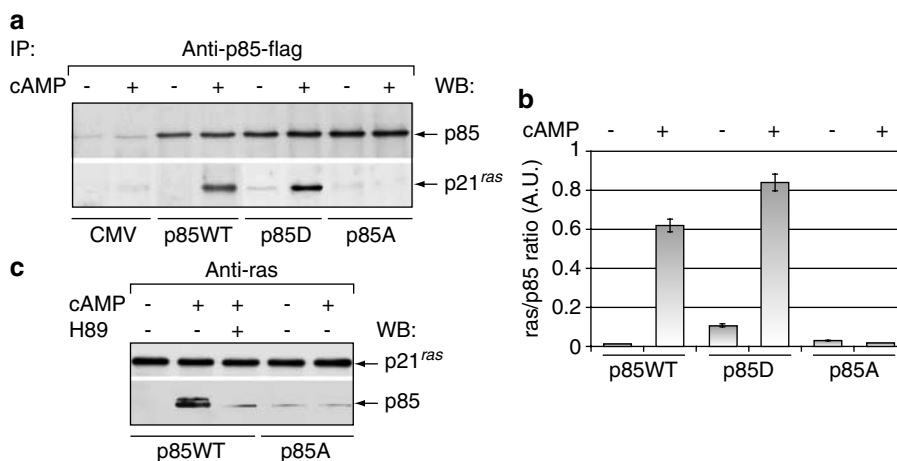 a
IP: Anti-p85-flag
cAMP - + - + - + - + WB:
p85
p21ras
CMV p85WT p85D p85A
b
cAMP - + - + - +
ras/p85 ratio (A.U.)
1
0.8
0.6
0.4
0.2
0
p85WT p85D p85A
c
Anti-ras
cAMP - + + - +
H89 - - + - - WB:
p21ras
p85
p85WT p85A